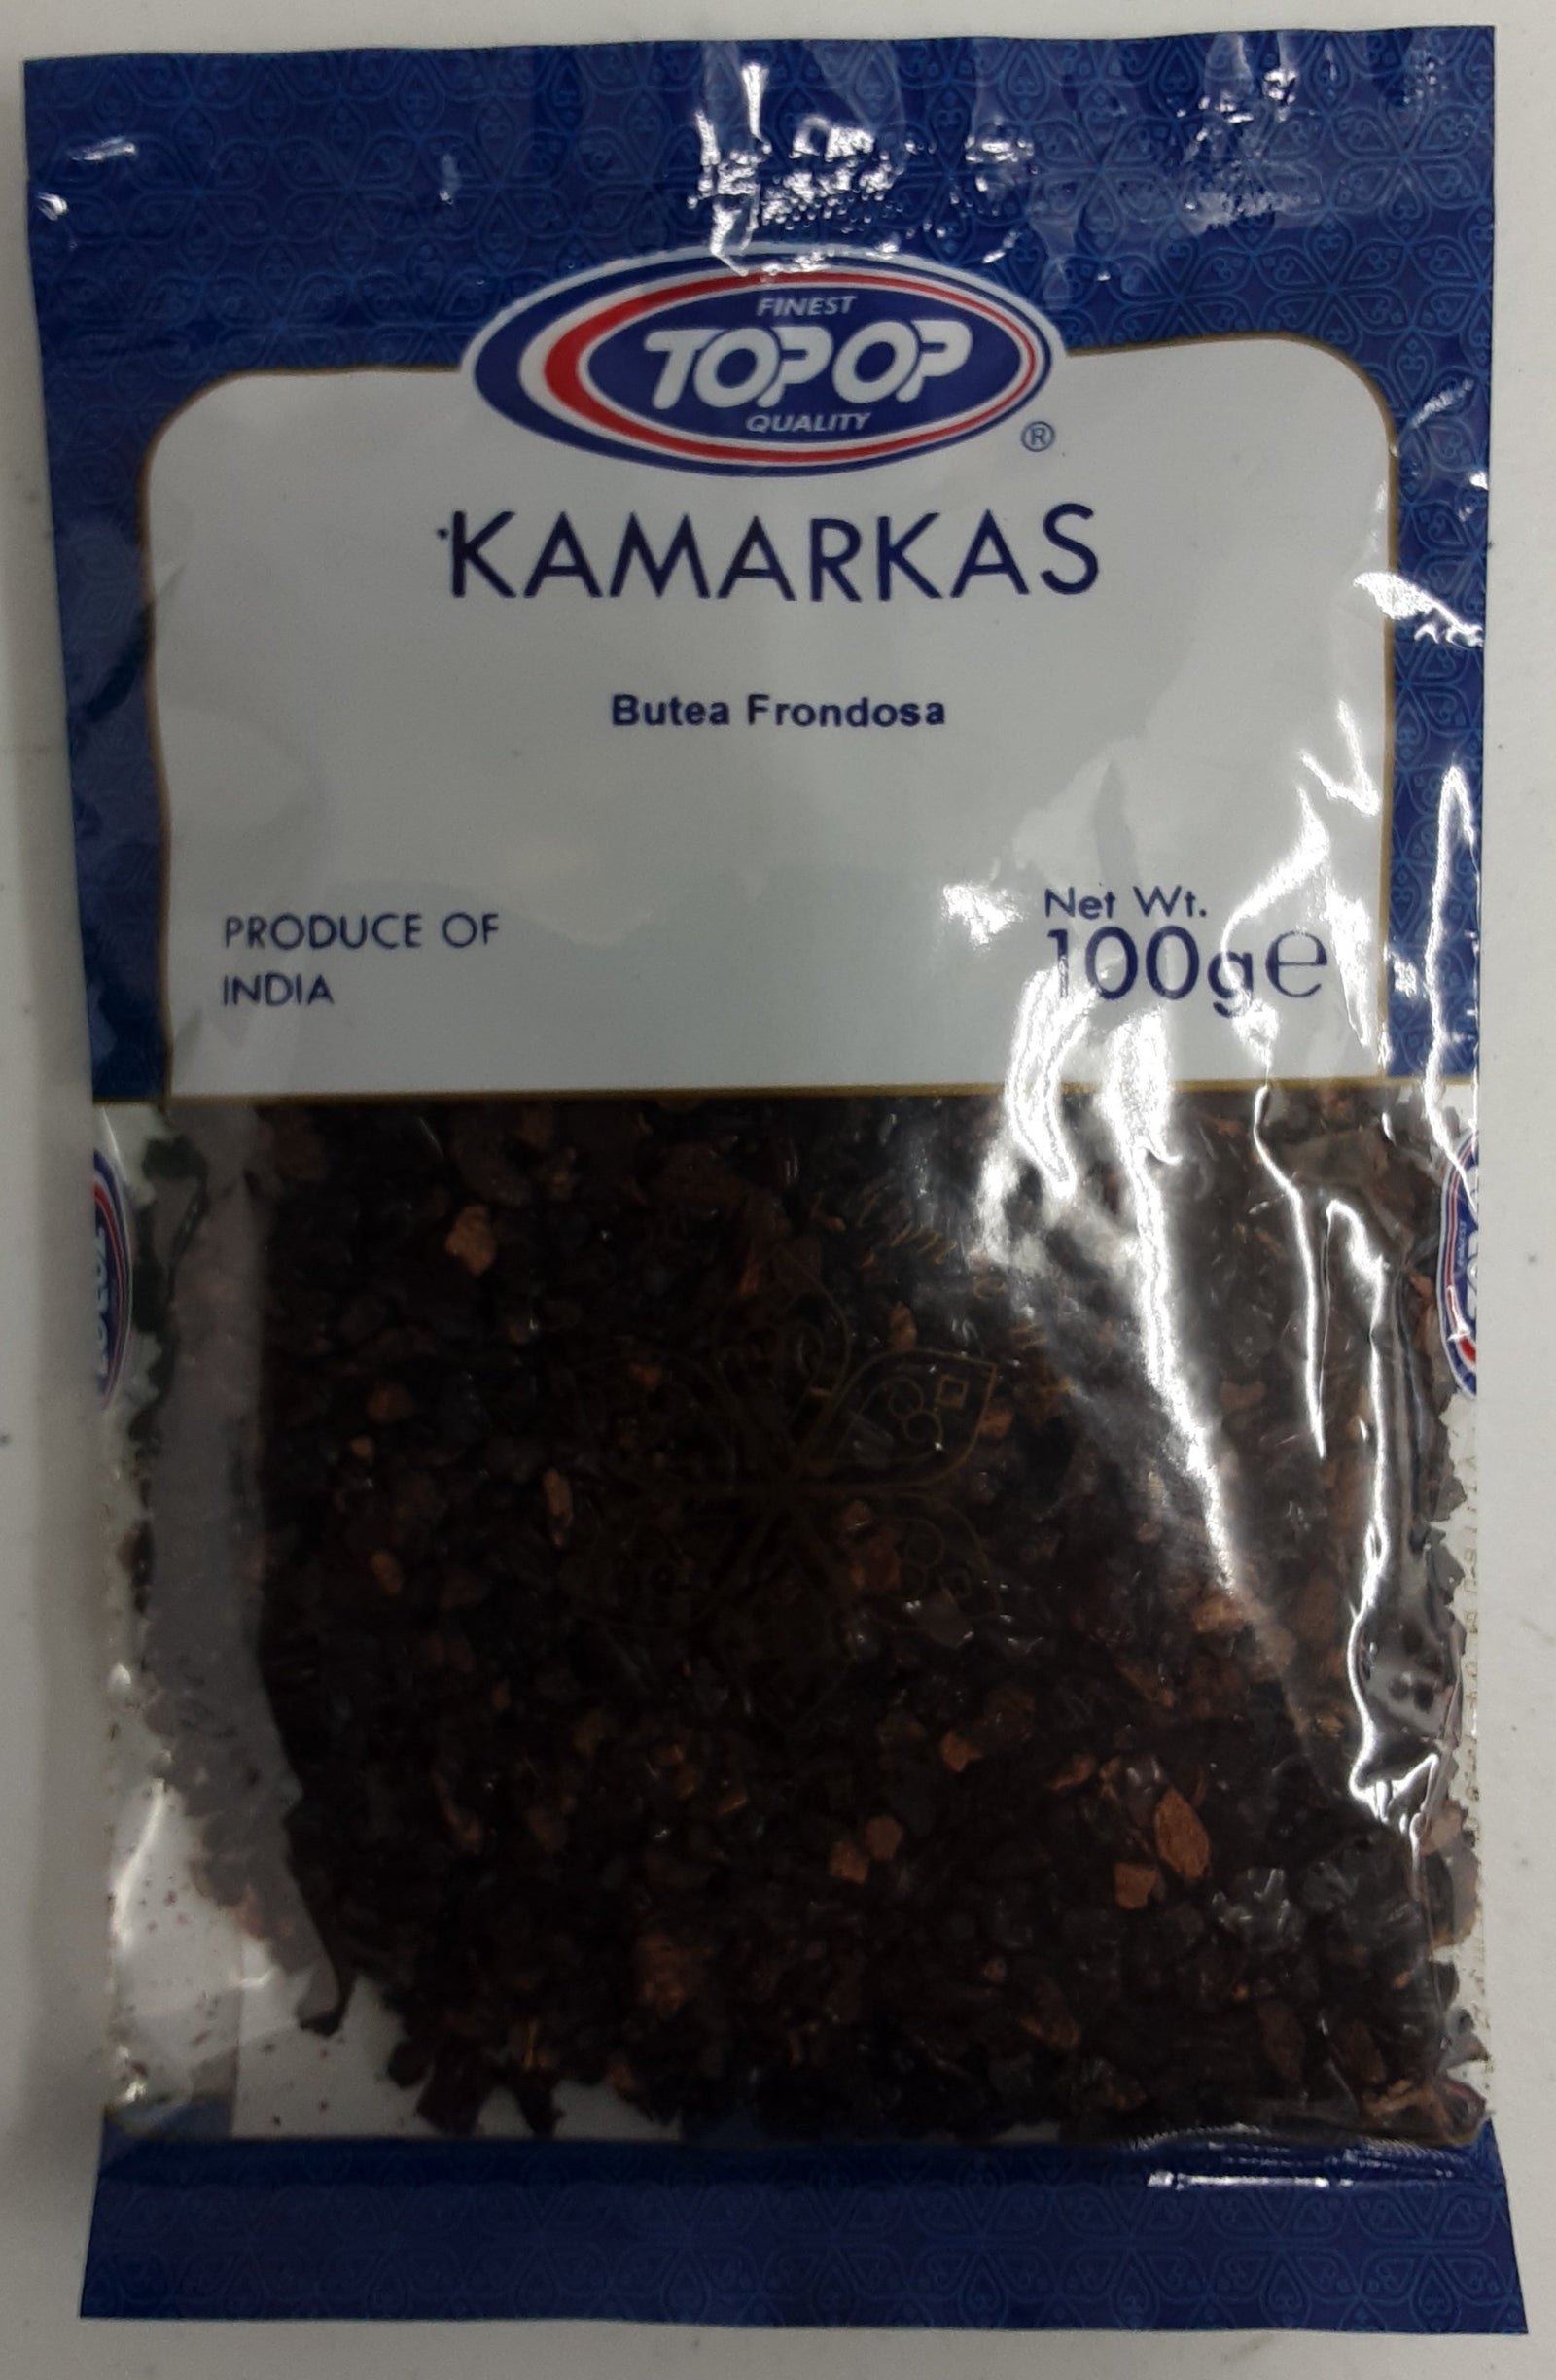 FINEST
TOPOP
QUALITY
®
KAMARKAS
Butea Frondosa
PRODUCE OF
INDIA
Net Wt.
100g℮